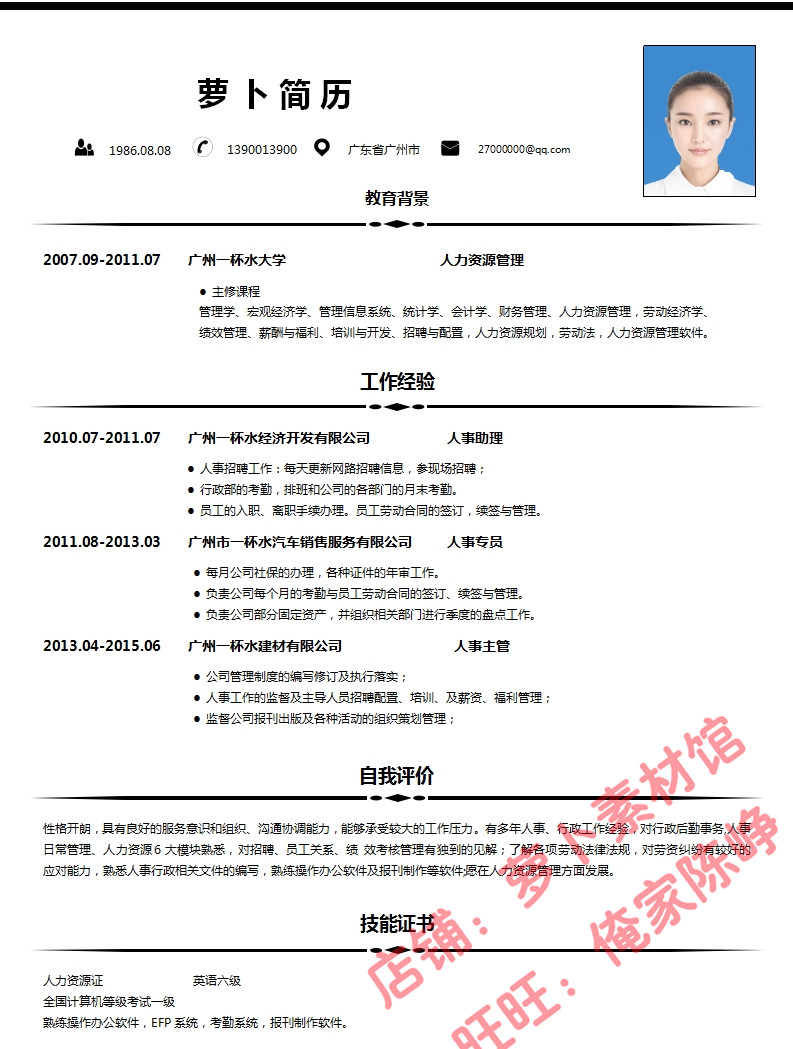 萝卜简历
1986.08.08 1390013900 广东省广州市 27000000@qq.com
教育背景
2007.09-2011.07 广州一杯水大学 人力资源管理
● 主修课程
管理学、宏观经济学、管理信息系统、统计学、会计学、财务管理、人力资源管理，劳动经济学、
绩效管理、薪酬与福利、培训与开发、招聘与配置，人力资源规划，劳动法，人力资源管理软件。
工作经验
2010.07-2011.07 广州一杯水经济开发有限公司 人事助理
● 人事招聘工作：每天更新网路招聘信息，参现场招聘；
● 行政部的考勤，排班和公司的各部门的月末考勤。
● 员工的入职、离职手续办理。员工劳动合同的签订，续签与管理。
2011.08-2013.03 广州市一杯水汽车销售服务有限公司 人事专员
● 每月公司社保的办理，各种证件的年审工作。
● 负责公司每个月的考勤与员工劳动合同的签订、续签与管理。
● 负责公司部分固定资产，并组织相关部门进行季度的盘点工作。
2013.04-2015.06 广州一杯水建材有限公司 人事主管
● 公司管理制度的编写修订及执行落实；
● 人事工作的监督及主导人员招聘配置、培训、及薪资、福利管理；
● 监督公司报刊出版及各种活动的组织策划管理；
自我评价
性格开朗，具有良好的服务意识和组织、沟通协调能力，能够承受较大的工作压力。有多年人事、行政工作经验，对行政后勤事务,人事
日常管理、人力资源 6 大模块熟悉，对招聘、员工关系、绩 效考核管理有独到的见解；了解各项劳动法律法规，对劳资纠纷有较好的
应对能力，熟悉人事行政相关文件的编写，熟练操作办公软件及报刊制作等软件;愿在人力资源管理方面发展。
技能证书
人力资源证 英语六级
全国计算机等级考试一级
熟练操作办公软件，EFP 系统，考勤系统，报刊制作软件。
店铺：萝卜素材馆
旺旺：俺家陈峥